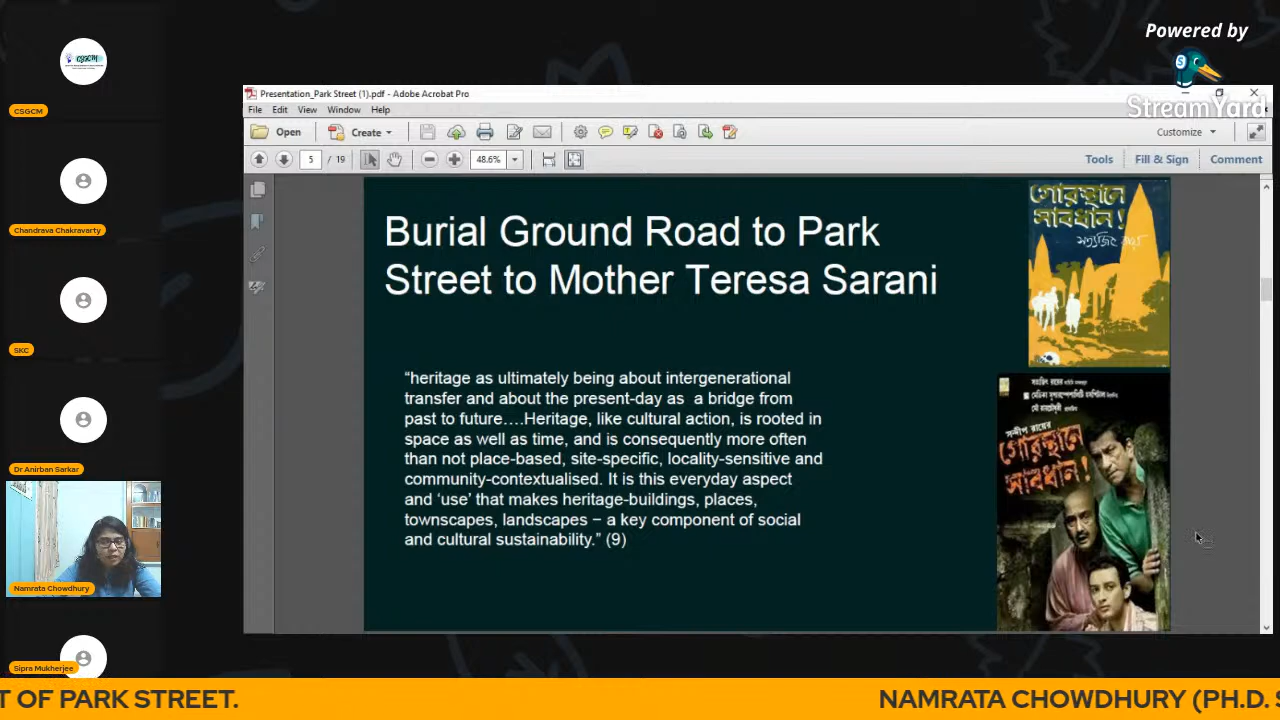 Powered by
StreamYard
CSGCM
CSGCM
Chandrava Chakravarty
SKC
Dr Anirban Sarkar
Namrata Chowdhury
Sipra Mukherjee
Presentation_Park Street (1).pdf - Adobe Acrobat Pro
File Edit View Window Help
Open
Create
Customize
5 / 19
48.6%
Tools
Fill & Sign
Comment
Burial Ground Road to Park
Street to Mother Teresa Sarani
“heritage as ultimately being about intergenerational
transfer and about the present-day as a bridge from
past to future….Heritage, like cultural action, is rooted in
space as well as time, and is consequently more often
than not place-based, site-specific, locality-sensitive and
community-contextualised. It is this everyday aspect
and ‘use’ that makes heritage-buildings, places,
townscapes, landscapes − a key component of social
and cultural sustainability.” (9)
গোরস্থানে
সাবধান!
সত্যজিৎ রায়
সত্যজিৎ রায়ের
সন্দীপ রায়ের
গোরস্থানে
সাবধান!
T OF PARK STREET.
NAMRATA CHOWDHURY (PH.D. S